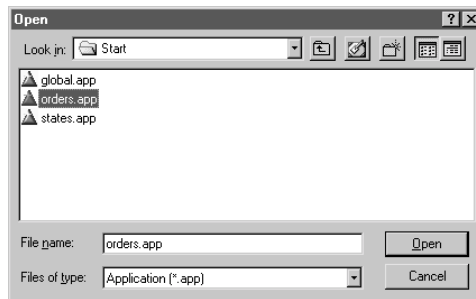 Open
Look in: Start
global.app
orders.app
states.app
File name: orders.app Open
Files of type: Application (*.app) Cancel